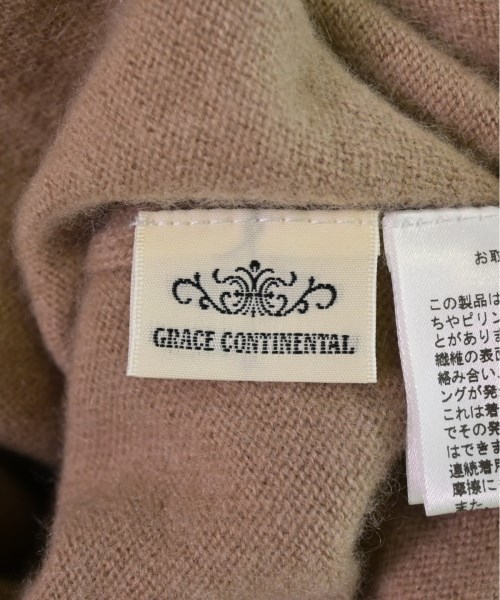 GRACE CONTINENTAL
お取
この製品は
ちやピリン
とがありま
繊維の表面
絡み合い、
ングが発
これは着
でその発
はできま
連続着用
摩擦に
また、